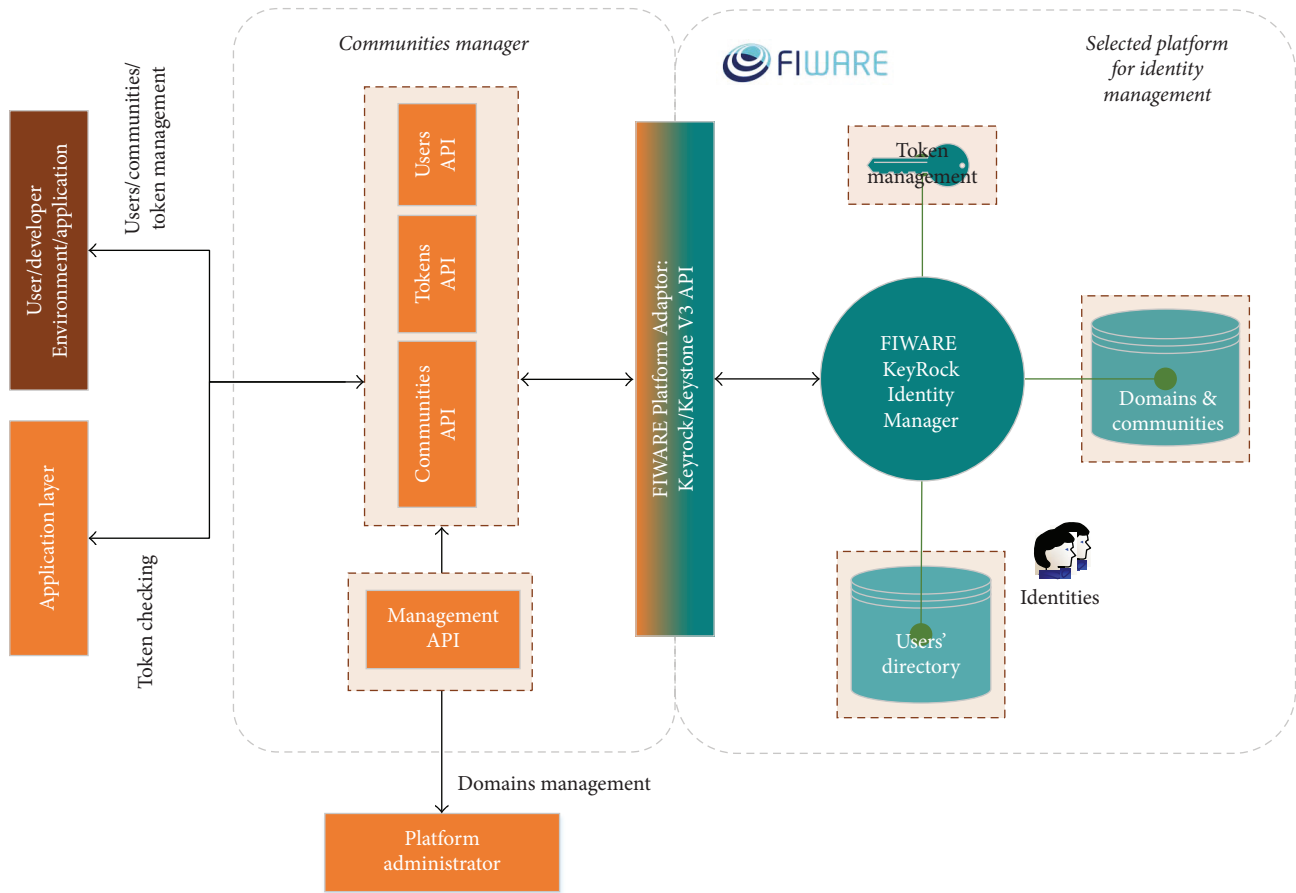 Communities manager
FIWARE
Selected platform
for identity
management
Users/communities/
token management
User/developer
Environment/application
Users
API
Tokens
API
Communities
API
FIWARE Platform Adaptor:
Keyrock/Keystone V3 API
Token
management
FIWARE
KeyRock
Identity
Manager
Domains &
communities
Application layer
Token checking
Management
API
Identities
Users'
directory
Domains management
Platform
administrator